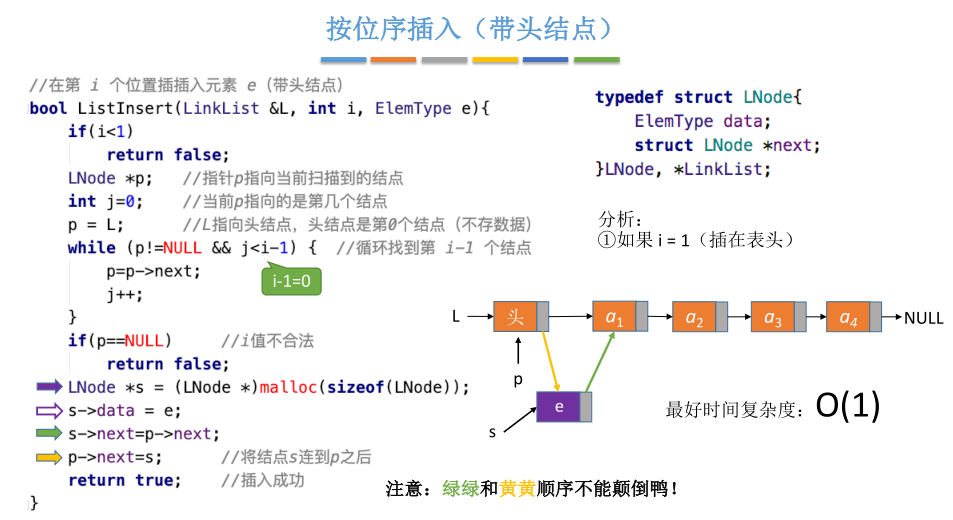 按位序插入（带头结点）
//在第 i 个位置插插入元素 e（带头结点）
bool ListInsert(LinkList &L, int i, ElemType e){
if(i<1)
return false;
LNode *p; //指针p指向当前扫描到的结点
int j=0; //当前p指向的是第几个结点
p = L; //L指向头结点，头结点是第0个结点（不存数据）
while (p!=NULL && j<i-1) { //循环找到第 i-1 个结点
p=p->next;
i-1=0
j++;
}
if(p==NULL) //i值不合法
return false;
LNode *s = (LNode *)malloc(sizeof(LNode));
s->data = e;
s->next=p->next;
p->next=s; //将结点s连到p之后
return true; //插入成功
}
typedef struct LNode{
ElemType data;
struct LNode *next;
}LNode, *LinkList;
分析：
①如果 i = 1（插在表头）
L 头 a1 a2 a3 a4 NULL
p
e
s
最好时间复杂度：O(1)
注意：绿绿和黄黄顺序不能颠倒鸭！